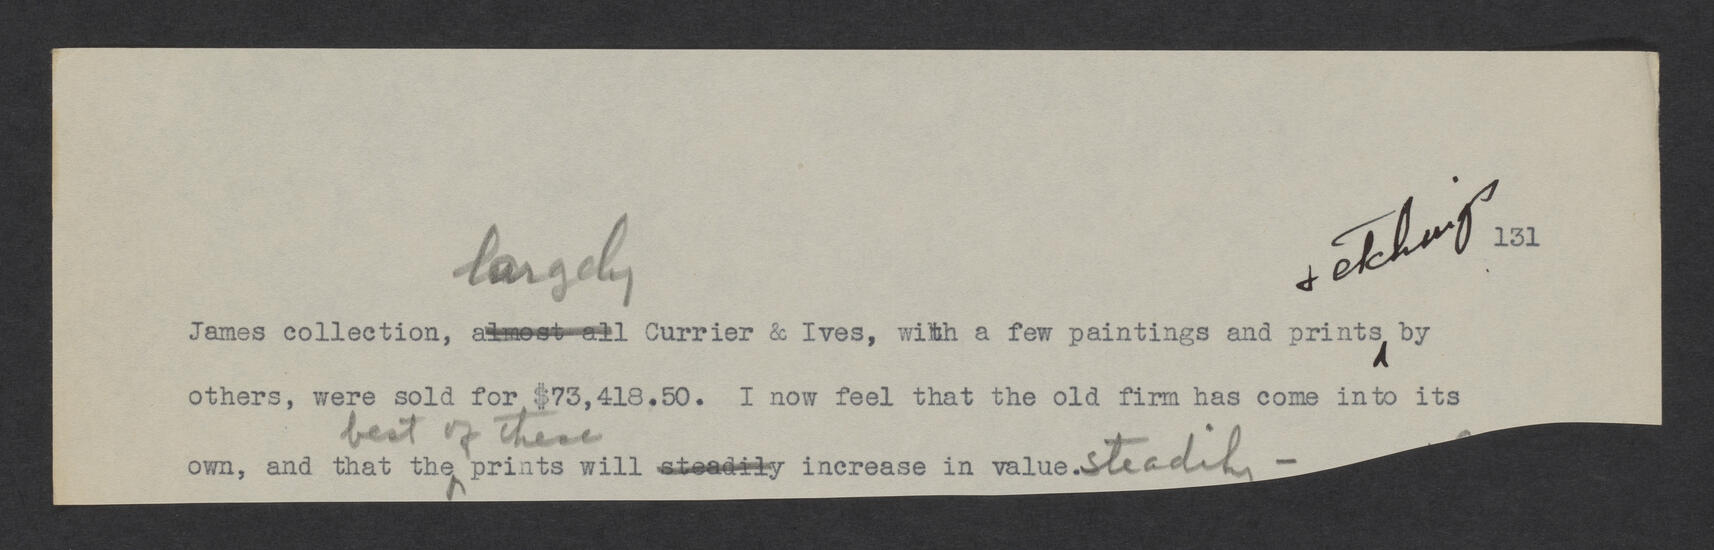 + etchings 131
largely
James collection, almost all Currier & Ives, with a few paintings and prints by
others, were sold for $73,418.50. I now feel that the old firm has come into its
best of these
own, and that the prints will steadily increase in value. steadily -